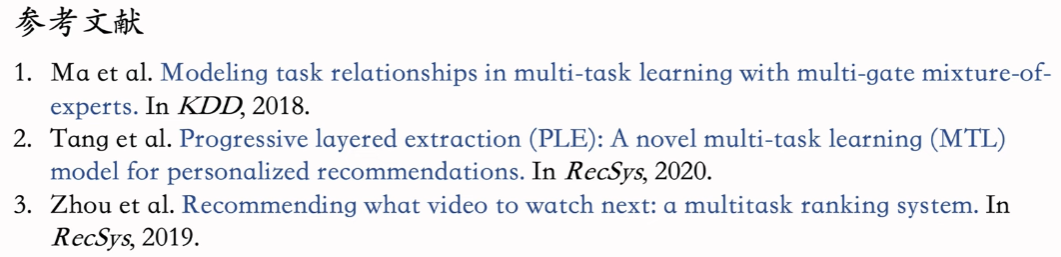 参考文献
1. Ma et al. Modeling task relationships in multi-task learning with multi-gate mixture-of-
experts. In KDD, 2018.
2. Tang et al. Progressive layered extraction (PLE): A novel multi-task learning (MTL)
model for personalized recommendations. In RecSys, 2020.
3. Zhou et al. Recommending what video to watch next: a multitask ranking system. In
RecSys, 2019.